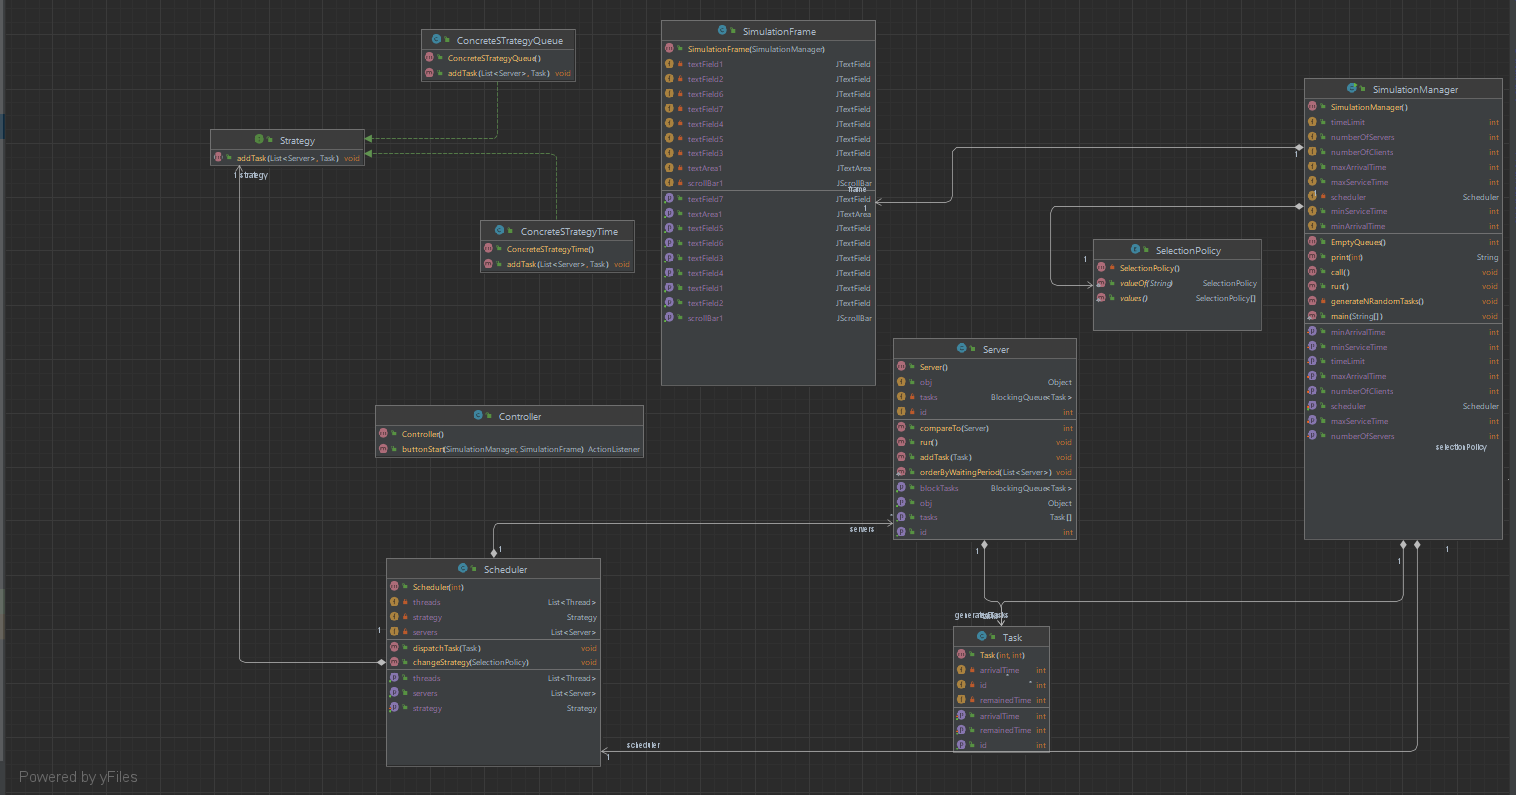 ConcreteSTrategyQueue
ConcreteSTrategyQueue()
addTask(List<Server>, Task) void
Strategy
addTask(List<Server>, Task) void
1 strategy
ConcreteSTrategyTime
ConcreteSTrategyTime()
addTask(List<Server>, Task) void
SimulationFrame
SimulationFrame(SimulationManager)
textField1 JTextField
textField2 JTextField
textField6 JTextField
textField7 JTextField
textField4 JTextField
textField5 JTextField
textField3 JTextField
textArea1 JTextArea
scrollBar1 JScrollBar
frame
textField7 JTextField
1
textArea1 JTextArea
textField5 JTextField
textField6 JTextField
textField3 JTextField
textField4 JTextField
textField1 JTextField
textField2 JTextField
scrollBar1 JScrollBar
SimulationManager
SimulationManager()
timeLimit int
numberOfServers int
numberOfClients int
1
maxArrivalTime int
maxServiceTime int
scheduler Scheduler
minServiceTime int
minArrivalTime int
EmptyQueues() int
print(int) String
call() void
run() void
generateNRandomTasks() void
main(String[]) void
minArrivalTime int
minServiceTime int
timeLimit int
maxArrivalTime int
numberOfClients int
scheduler Scheduler
maxServiceTime int
numberOfServers int
selectionPolicy
1
1
SelectionPolicy
1
SelectionPolicy()
valueOf(String) SelectionPolicy
values() SelectionPolicy[]
Server
Server()
obj Object
tasks BlockingQueue<Task>
id int
compareTo(Server) int
run() void
addTask(Task) void
orderByWaitingPeriod(List<Server>) void
blockTasks BlockingQueue<Task>
obj Object
tasks Task[]
id int
servers
1
Controller
Controller()
buttonStart(SimulationManager, SimulationFrame) ActionListener
1
Scheduler
Scheduler(int)
threads List<Thread>
strategy Strategy
servers List<Server>
1
dispatchTask(Task) void
changeStrategy(SelectionPolicy) void
threads List<Thread>
servers List<Server>
strategy Strategy
scheduler
1
Task
Task(int, int)
arrivalTime int
id int
remainedTime int
arrivalTime int
remainedTime int
id int
Powered by yFiles